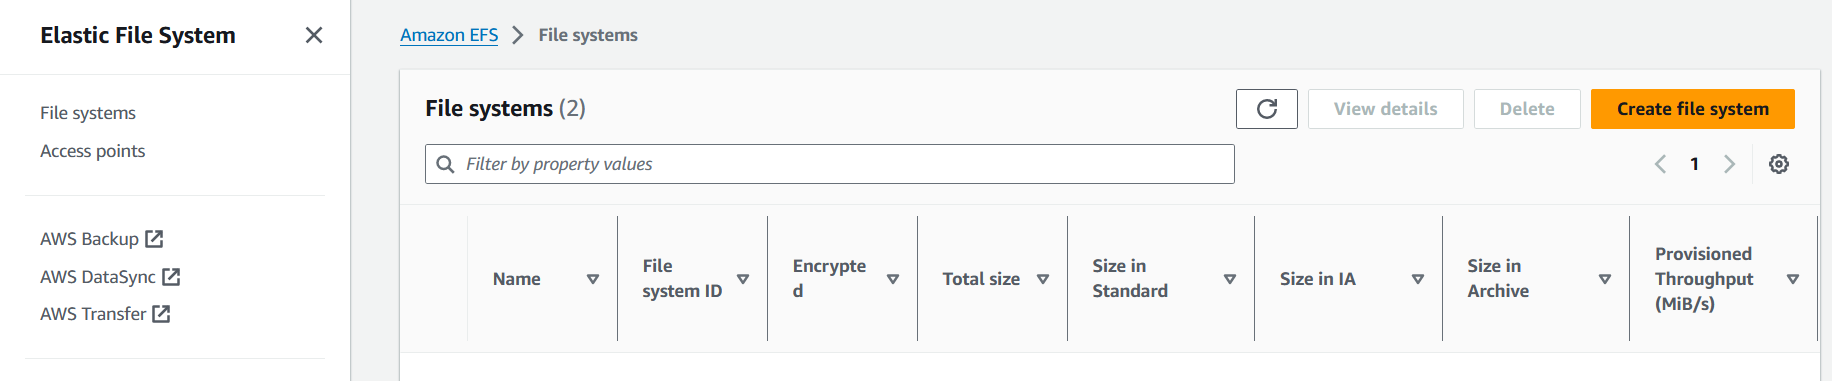 Elastic File System
File systems
Access points
AWS Backup
AWS DataSync
AWS Transfer
Amazon EFS > File systems
File systems (2)
View details
Delete
Create file system
Filter by property values
1
Name
File
system ID
Encrypte
d
Total size
Size in
Standard
Size in IA
Size in
Archive
Provisioned
Throughput
(MiB/s)